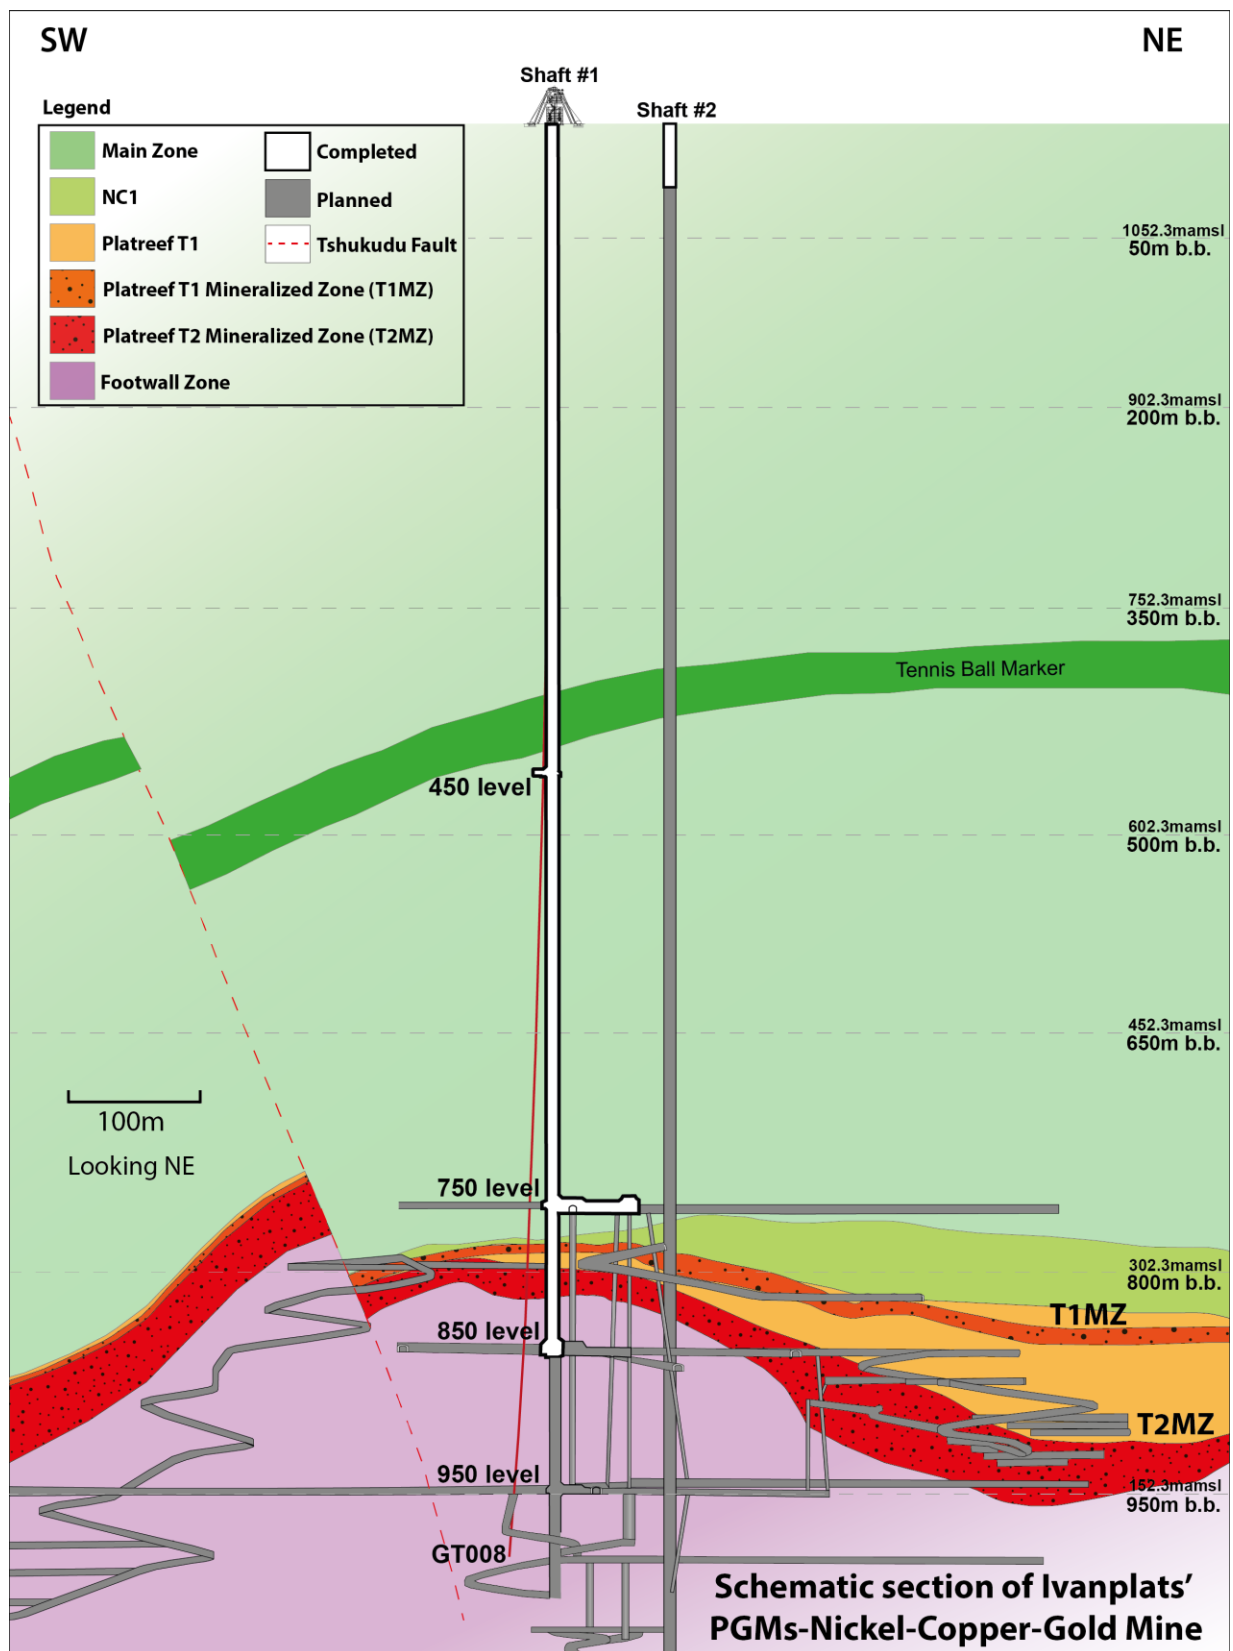 SW
NE
Shaft #1
Shaft #2
Legend
Main Zone
Completed
NC1
Planned
Platreef T1
Tshukudu Fault
Platreef T1 Mineralized Zone (T1MZ)
Platreef T2 Mineralized Zone (T2MZ)
Footwall Zone
1052.3mamsl
50m b.b.
902.3mamsl
200m b.b.
752.3mamsl
350m b.b.
Tennis Ball Marker
450 level
602.3mamsl
500m b.b.
452.3mamsl
650m b.b.
100m
Looking NE
750 level
302.3mamsl
800m b.b.
T1MZ
850 level
T2MZ
950 level
152.3mamsl
950m b.b.
GT008
Schematic section of Ivanplats'
PGMs-Nickel-Copper-Gold Mine